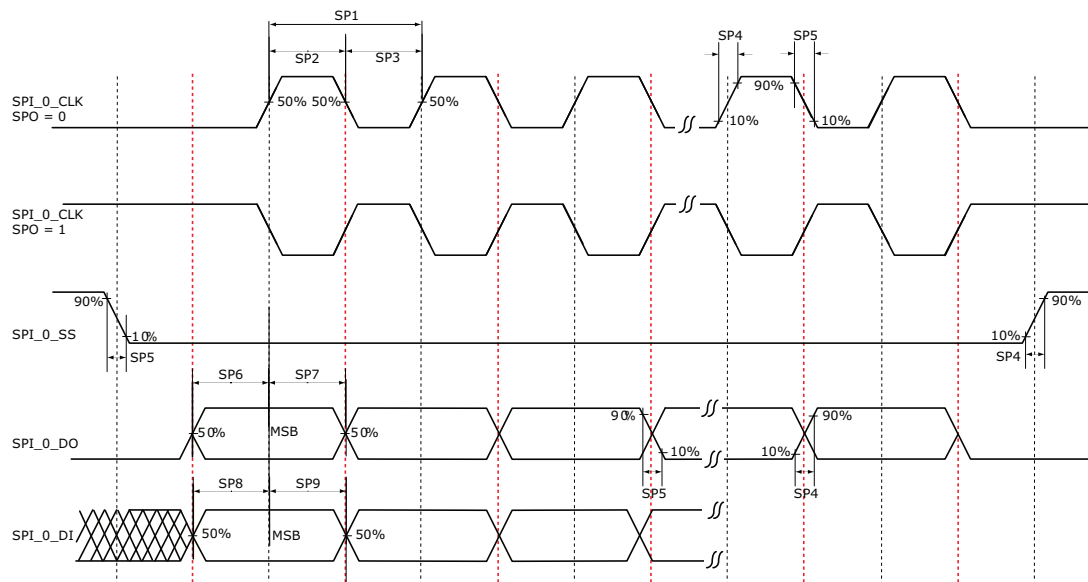 SP1
SP2 SP3
SP4 SP5
SPI_0_CLK
SPO = 0
50% 50% 50%
90%
10% 10%
SPI_0_CLK
SPO = 1
90%
SPI_0_SS
10%
SP5
90%
10%
SP4
SP6 SP7
SPI_0_DO
50% MSB 50%
90%
10%
SP5
90%
10%
SP4
SP8 SP9
SPI_0_DI
50% MSB 50%